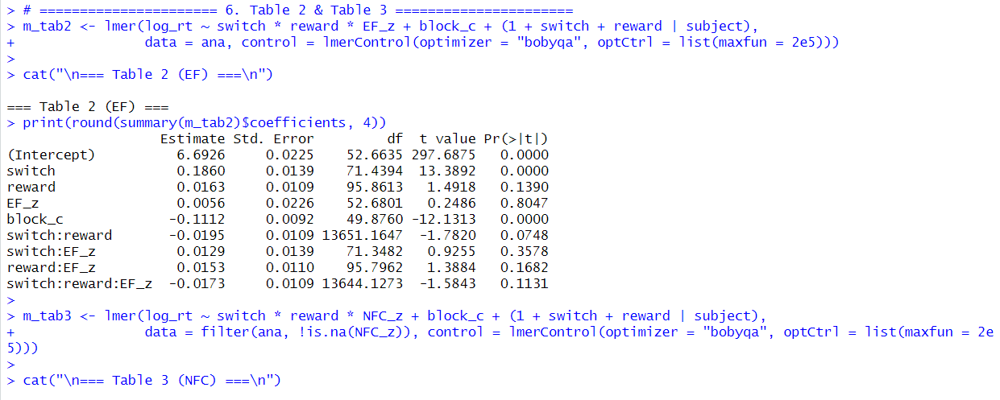 > # ====================== 6. Table 2 & Table 3 ======================
> m_tab2 <- lmer(log_rt ~ switch * reward * EF_z + block_c + (1 + switch + reward | subject),
+                data = ana, control = lmerControl(optimizer = "bobyqa", optCtrl = list(maxfun = 2e5)))
>
> cat("\n=== Table 2 (EF) ===\n")

=== Table 2 (EF) ===
> print(round(summary(m_tab2)$coefficients, 4))
                 Estimate Std. Error         df  t value Pr(>|t|)
(Intercept)        6.6926     0.0225    52.6635 297.6875   0.0000
switch             0.1860     0.0139    71.4394  13.3892   0.0000
reward             0.0163     0.0109    95.8613   1.4918   0.1390
EF_z               0.0056     0.0226    52.6801   0.2486   0.8047
block_c           -0.1112     0.0092    49.8760 -12.1313   0.0000
switch:reward     -0.0195     0.0109 13651.1647  -1.7820   0.0748
switch:EF_z        0.0129     0.0139    71.3482   0.9255   0.3578
reward:EF_z        0.0153     0.0110    95.7962   1.3884   0.1682
switch:reward:EF_z -0.0173     0.0109 13644.1273  -1.5843   0.1131
>
> m_tab3 <- lmer(log_rt ~ switch * reward * NFC_z + block_c + (1 + switch + reward | subject),
+                data = filter(ana, !is.na(NFC_z)), control = lmerControl(optimizer = "bobyqa", optCtrl = list(maxfun = 2e
5)))
>
> cat("\n=== Table 3 (NFC) ===\n")